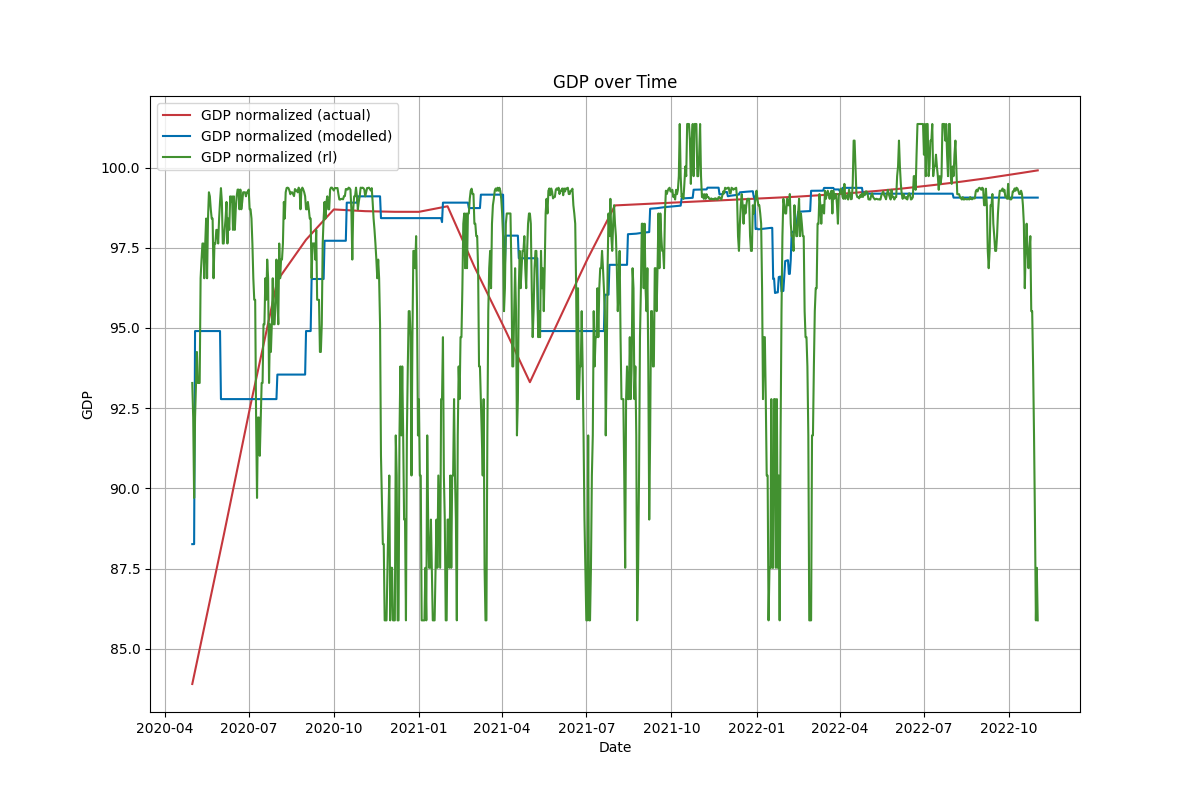 GDP over Time
GDP normalized (actual)
GDP normalized (modelled)
GDP normalized (rl)
100.0
97.5
95.0
92.5
90.0
87.5
85.0
GDP
2020-04 2020-07 2020-10 2021-01 2021-04 2021-07 2021-10 2022-01 2022-04 2022-07 2022-10
Date